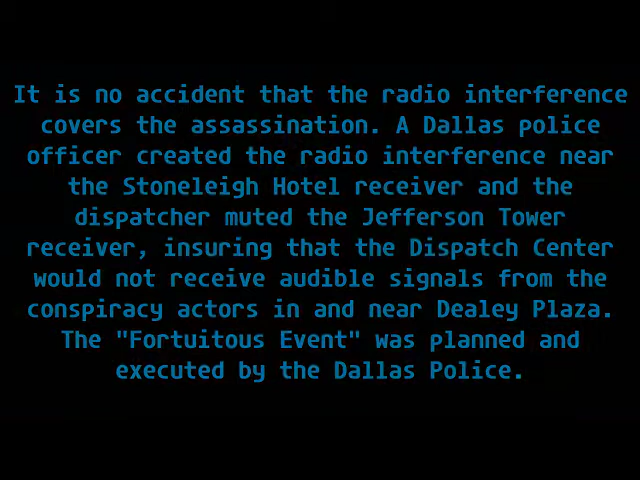 It is no accident that the radio interference
covers the assassination. A Dallas police
officer created the radio interference near
the Stoneleigh Hotel receiver and the
dispatcher muted the Jefferson Tower
receiver, insuring that the Dispatch Center
would not receive audible signals from the
conspiracy actors in and near Dealey Plaza.
The "Fortuitous Event" was planned and
executed by the Dallas Police.